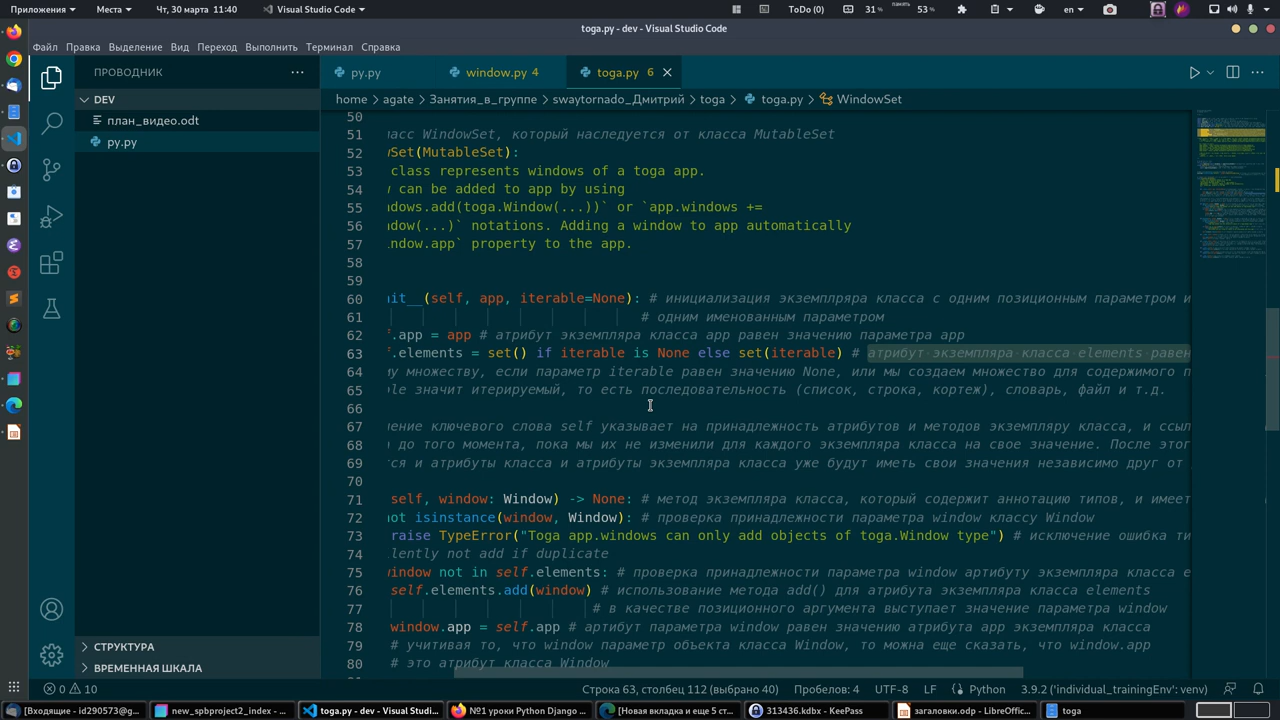 Приложения Места Чт, 30 марта 11:40 Visual Studio Code ToDo (0) 31 % память 53 % en
toga.py - dev - Visual Studio Code
Файл Правка Выделение Вид Переход Выполнить Терминал Справка
ПРОВОДНИК
py.py window.py 4 toga.py 6
DEV
home agate Занятия_в_группе swaytornado_Дмитрий toga toga.py WindowSet
план_видео.odt
py.py
50
51 ласс WindowSet, который наследуется от класса MutableSet
52 Set(MutableSet):
53 class represents windows of a toga app.
54 can be added to app by using
55 ndows.add(toga.Window(...))` or `app.windows +=
56 dow(...)` notations. Adding a window to app automatically
57 ndow.app` property to the app.
58
59
60 it__(self, app, iterable=None): # инициализация экземпляра класса с одним позиционным параметром и
61 # одним именованным параметром
62 .app = app # атрибут экземпляра класса app равен значению параметра app
63 .elements = set() if iterable is None else set(iterable) # атрибут экземпляра класса elements равен
64 му множеству, если параметр iterable равен значению None, или мы создаем множество для содержимого п
65 le значит итерируемый, то есть последовательность (список, строка, кортеж), словарь, файл и т.д.
66
67 ение ключевого слова self указывает на принадлежность атрибутов и методов экземпляру класса, и ссыл
68 до того момента, пока мы их не изменили для каждого экземпляра класса на свое значение. После этог
69 ся и атрибуты класса и атрибуты экземпляра класса уже будут иметь свои значения независимо друг от
70
71 self, window: Window) -> None: # метод экземпляра класса, который содержит аннотацию типов, и имеет
72 not isinstance(window, Window): # проверка принадлежности параметра window классу Window
73 raise TypeError("Toga app.windows can only add objects of toga.Window type") # исключение ошибка ти
74 lently not add if duplicate
75 window not in self.elements: # проверка принадлежности параметра window артибуту экземпляра класса e
76 self.elements.add(window) # использование метода add() для атрибута экземпляра класса elements
77 # в качестве позиционного аргумента выступает значение параметра window
78 window.app = self.app # артибут параметра window равен значению атрибута app экземпляра класса
79 # учитивая то, что window параметр объекта класса Window, то можна еще сказать, что window.app
80 # это атрибут класса Window
СТРУКТУРА
ВРЕМЕННАЯ ШКАЛА
0 10 Строка 63, столбец 112 (выбрано 40) Пробелов: 4 UTF-8 LF Python 3.9.2 ('individual_trainingEnv': venv)
[Входящие - id290573@g... new_spbproject2_index - ... toga.py - dev - Visual Stud... №1 уроки Python Django ... [Новая вкладка и еще 5 ст... 313436.kdbx - KeePass [загаловки.odp — LibreOffic... toga